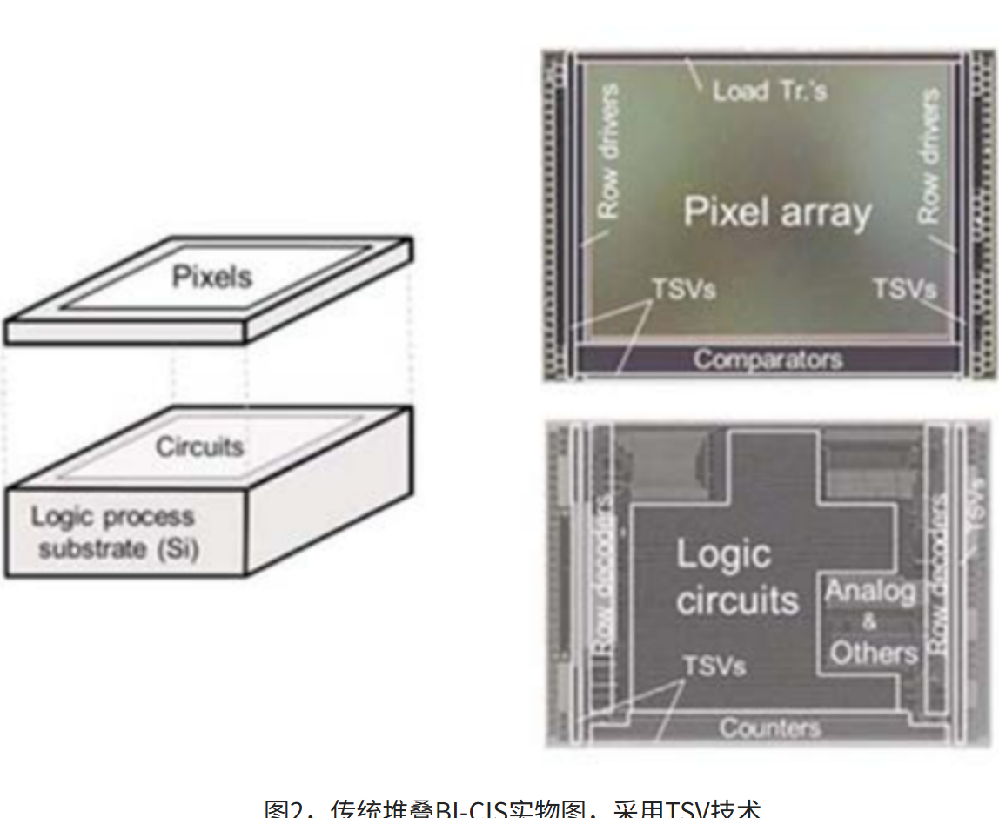 Pixels
Circuits
Logic process
substrate (Si)
Load Tr.'s
Row drivers
Row drivers
Pixel array
TSVs
TSVs
Comparators
Row decoders
Logic
circuits
Analog
&
Others
Row decoders
TSVs
TSVs
Counters
图2，传统堆叠BI-CIS实物图，采用TSV技术